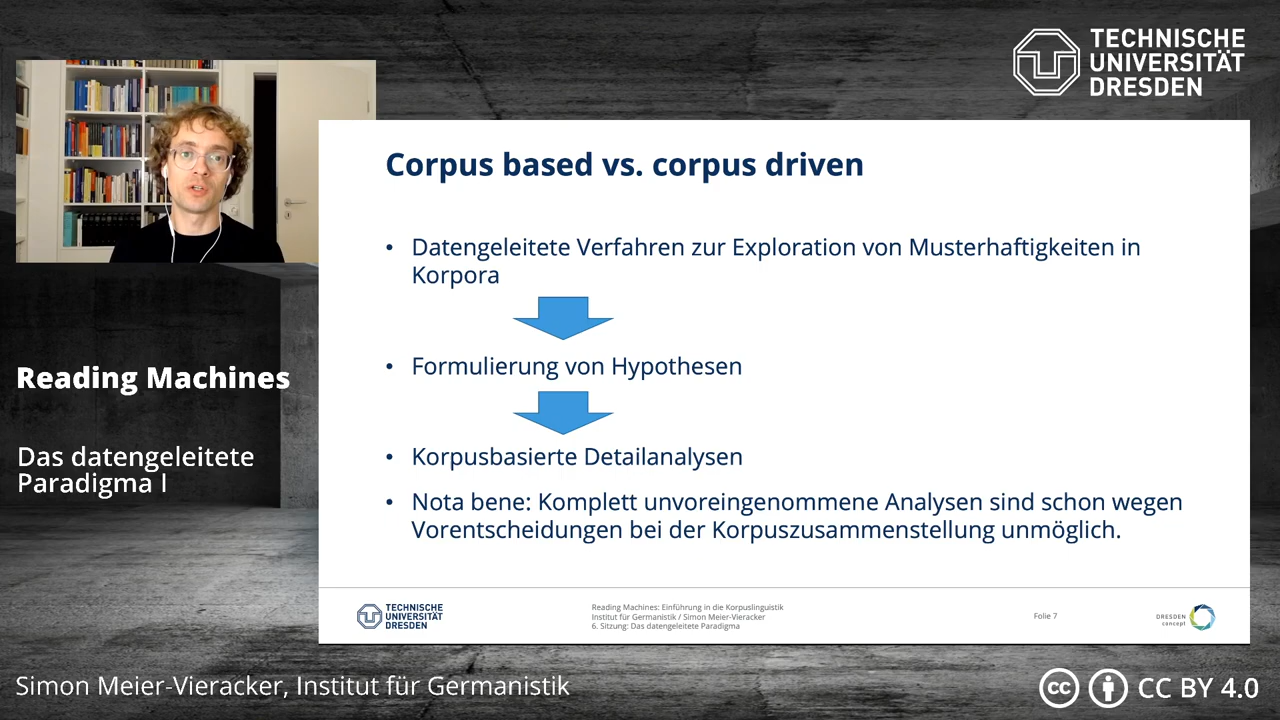 TECHNISCHE
UNIVERSITÄT
DRESDEN
Corpus based vs. corpus driven
• Datengeleitete Verfahren zur Exploration von Musterhaftigkeiten in
Korpora
• Formulierung von Hypothesen
• Korpusbasierte Detailanalysen
• Nota bene: Komplett unvoreingenommene Analysen sind schon wegen
Vorentscheidungen bei der Korpuszusammenstellung unmöglich.
TECHNISCHE
UNIVERSITÄT
DRESDEN
Reading Machines: Einführung in die Korpuslinguistik
Institut für Germanistik / Simon Meier-Vieracker
6. Sitzung: Das datengeleitete Paradigma
Folie 7
DRESDEN
concept
Reading Machines
Das datengeleitete
Paradigma I
Simon Meier-Vieracker, Institut für Germanistik
cc CC BY 4.0